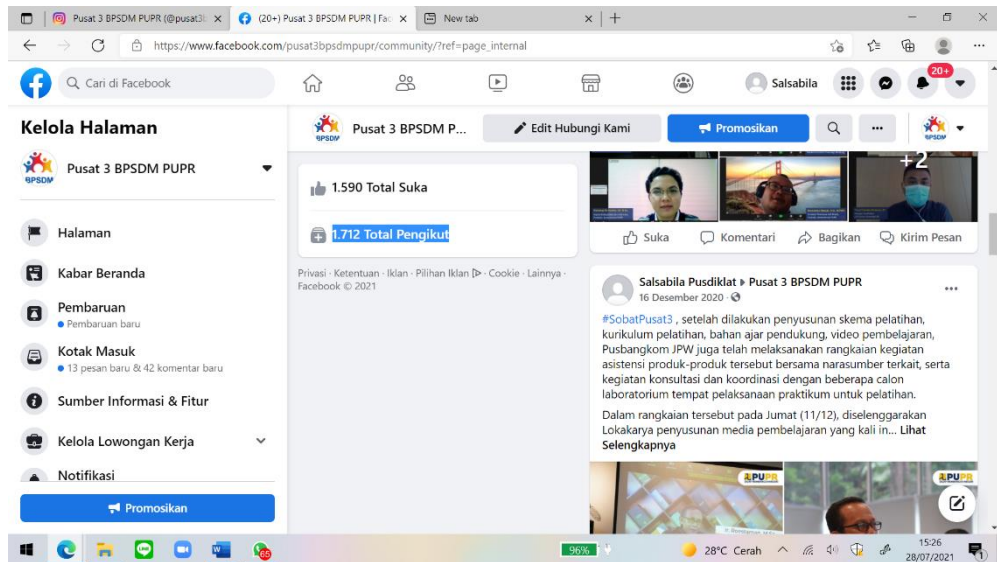 Pusat 3 BPSDM PUPR (@pusat3b
(20+) Pusat 3 BPSDM PUPR | Fac
New tab
https://www.facebook.com/pusat3bpsdmpupr/community/?ref=page_internal
Cari di Facebook
Salsabila
20+
Kelola Halaman
BPSDM
Pusat 3 BPSDM PUPR
Halaman
Kabar Beranda
Pembaruan
Pembaruan baru
Kotak Masuk
13 pesan baru & 42 komentar baru
Sumber Informasi & Fitur
Kelola Lowongan Kerja
Notifikasi
Promosikan
BPSDM
Pusat 3 BPSDM P...
Edit Hubungi Kami
Promosikan
BPSDM
1.590 Total Suka
1.712 Total Pengikut
Privasi · Ketentuan · Iklan · Pilihan Iklan · Cookie · Lainnya ·
Facebook © 2021
+2
Suka
Komentari
Bagikan
Kirim Pesan
Salsabila Pusdiklat ▸ Pusat 3 BPSDM PUPR
16 Desember 2020 ·
#SobatPusat3 , setelah dilakukan penyusunan skema pelatihan,
kurikulum pelatihan, bahan ajar pendukung, video pembelajaran,
Pusbangkom JPW juga telah melaksanakan rangkaian kegiatan
asistensi produk-produk tersebut bersama narasumber terkait, serta
kegiatan konsultasi dan koordinasi dengan beberapa calon
laboratorium tempat pelaksanaan praktikum untuk pelatihan.
Dalam rangkaian tersebut pada Jumat (11/12), diselenggarakan
Lokakarya penyusunan media pembelajaran yang kali in... Lihat
Selengkapnya
PUPR
PUPR
65
96%
28°C Cerah
15:26
28/07/2021
1